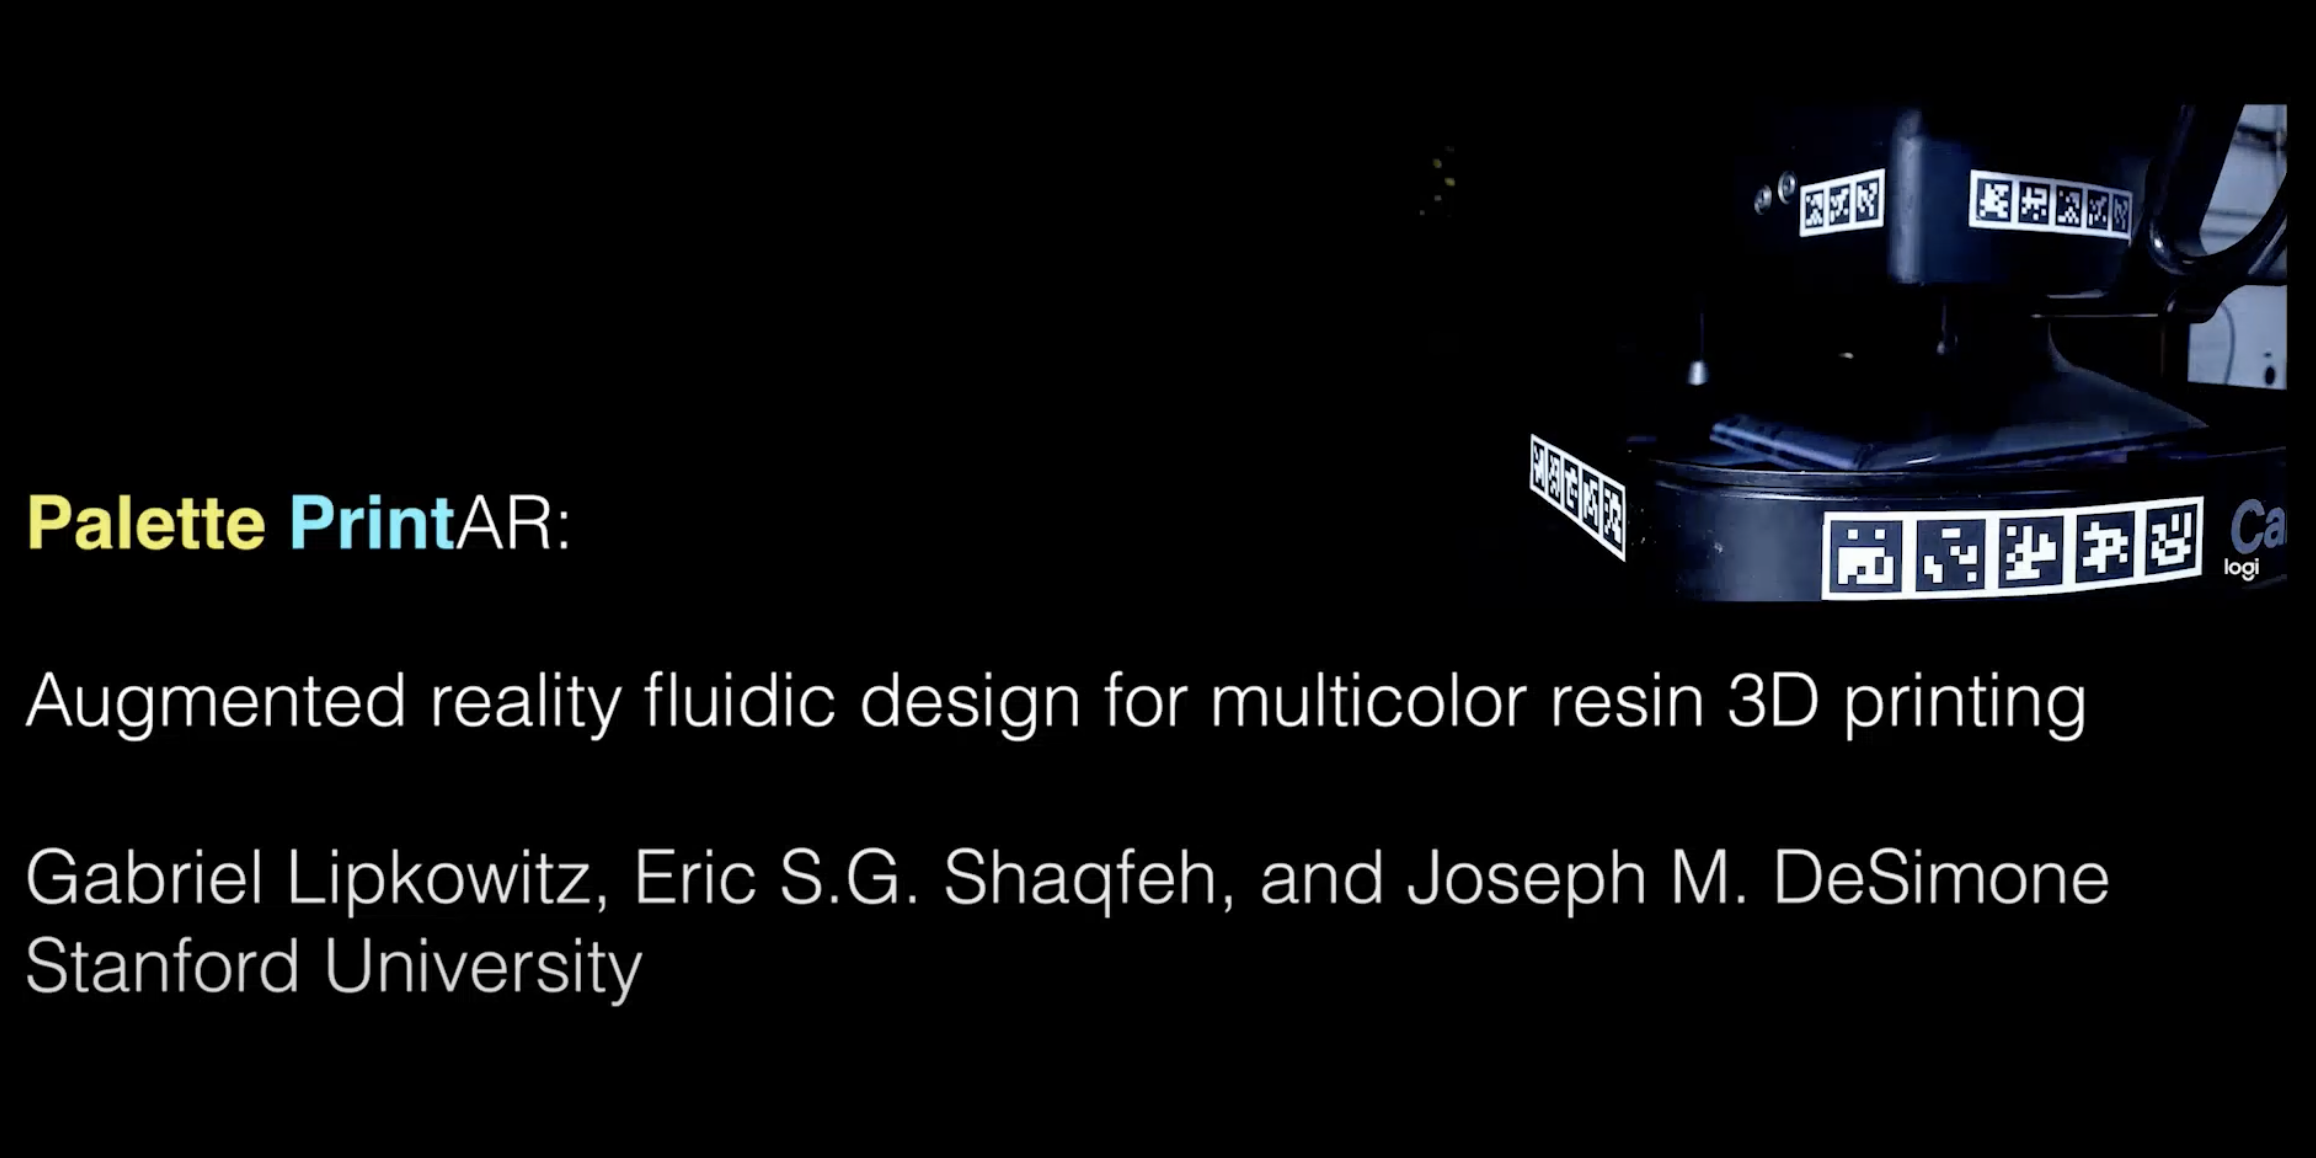 Ca
logi
Palette PrintAR:
Augmented reality fluidic design for multicolor resin 3D printing
Gabriel Lipkowitz, Eric S.G. Shaqfeh, and Joseph M. DeSimone
Stanford University